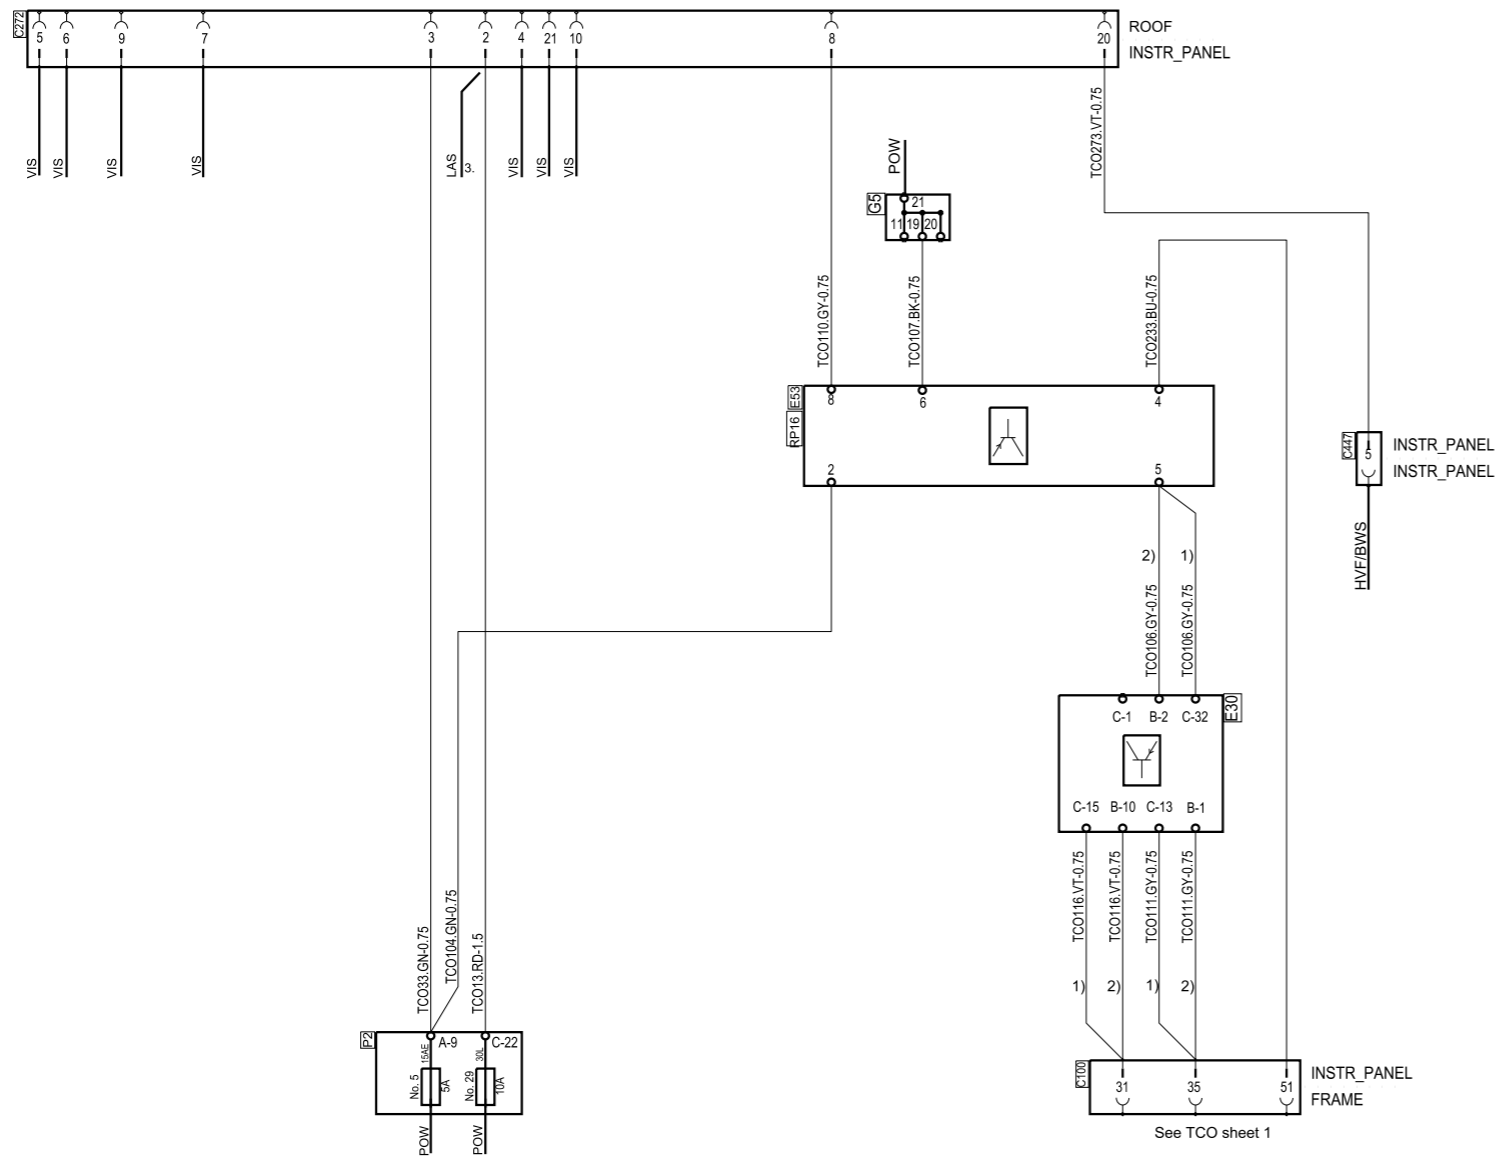 C272
5 6 9 7 3 2 4 21 10 8 20
ROOF
INSTR_PANEL
VIS
VIS
VIS
VIS
LAS
3.
VIS
VIS
VIS
TCO273.VT-0.75
POW
G5
21
11 19 20
TCO110.GY-0.75
TCO107.BK-0.75
TCO233.BU-0.75
E53
RP16
8 6 4
2 5
C447
5
INSTR_PANEL
INSTR_PANEL
HVF/BWS
2) 1)
TCO106.GY-0.75
TCO106.GY-0.75
E30
C-1 B-2 C-32
C-15 B-10 C-13 B-1
TCO116.VT-0.75
TCO116.VT-0.75
TCO111.GY-0.75
TCO111.GY-0.75
1) 2) 1) 2)
TCO33.GN-0.75
TCO104.GN-0.75
TCO13.RD-1.5
P2
A-9 C-22
15AE
30L
No. 5
5A
No. 29
10A
POW
POW
C100
31 35 51
INSTR_PANEL
FRAME
See TCO sheet 1